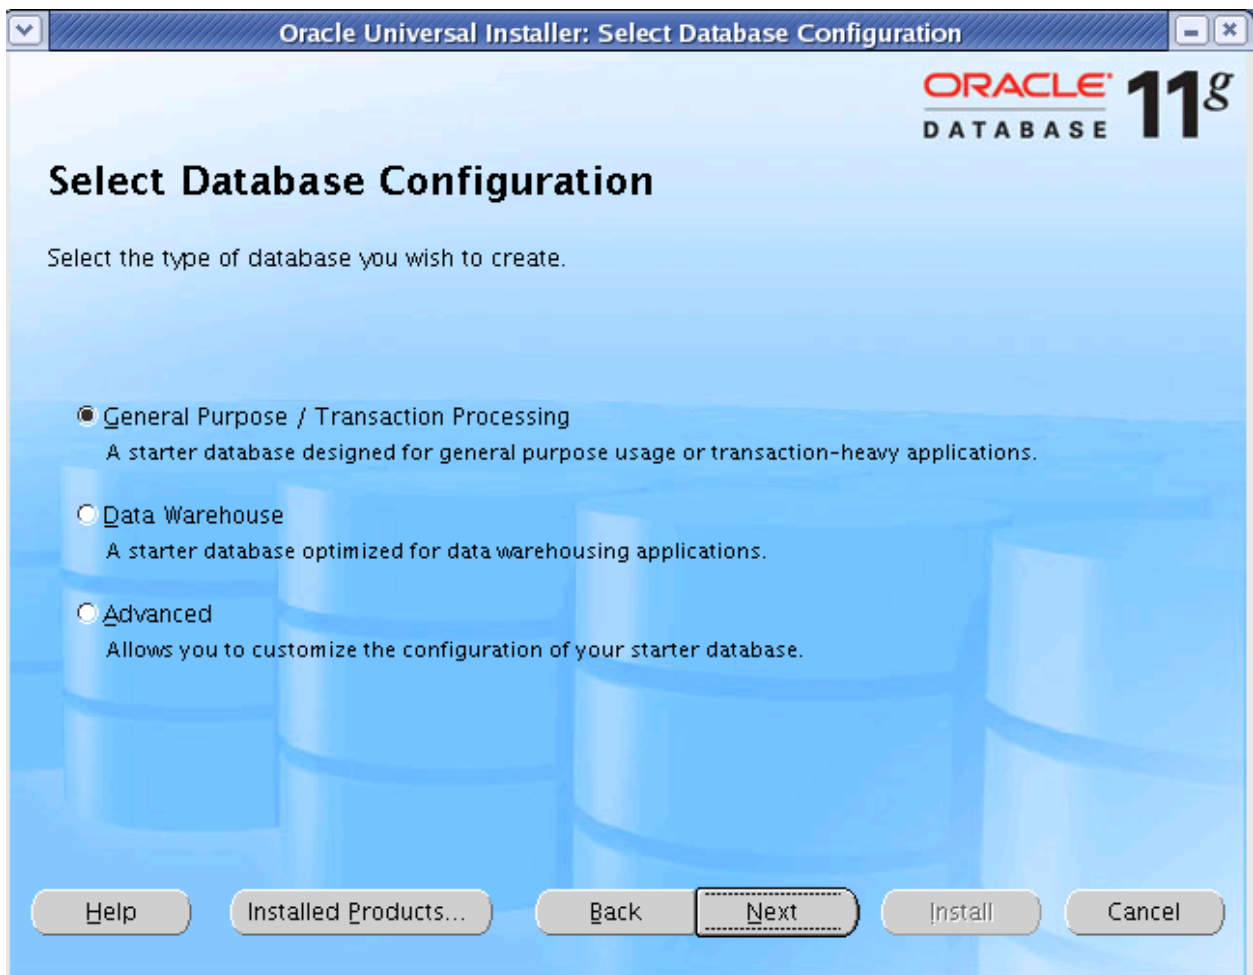 Oracle Universal Installer: Select Database Configuration
ORACLE 11g
DATABASE
Select Database Configuration
Select the type of database you wish to create.
General Purpose / Transaction Processing
A starter database designed for general purpose usage or transaction-heavy applications.
Data Warehouse
A starter database optimized for data warehousing applications.
Advanced
Allows you to customize the configuration of your starter database.
Help Installed Products... Back Next Install Cancel